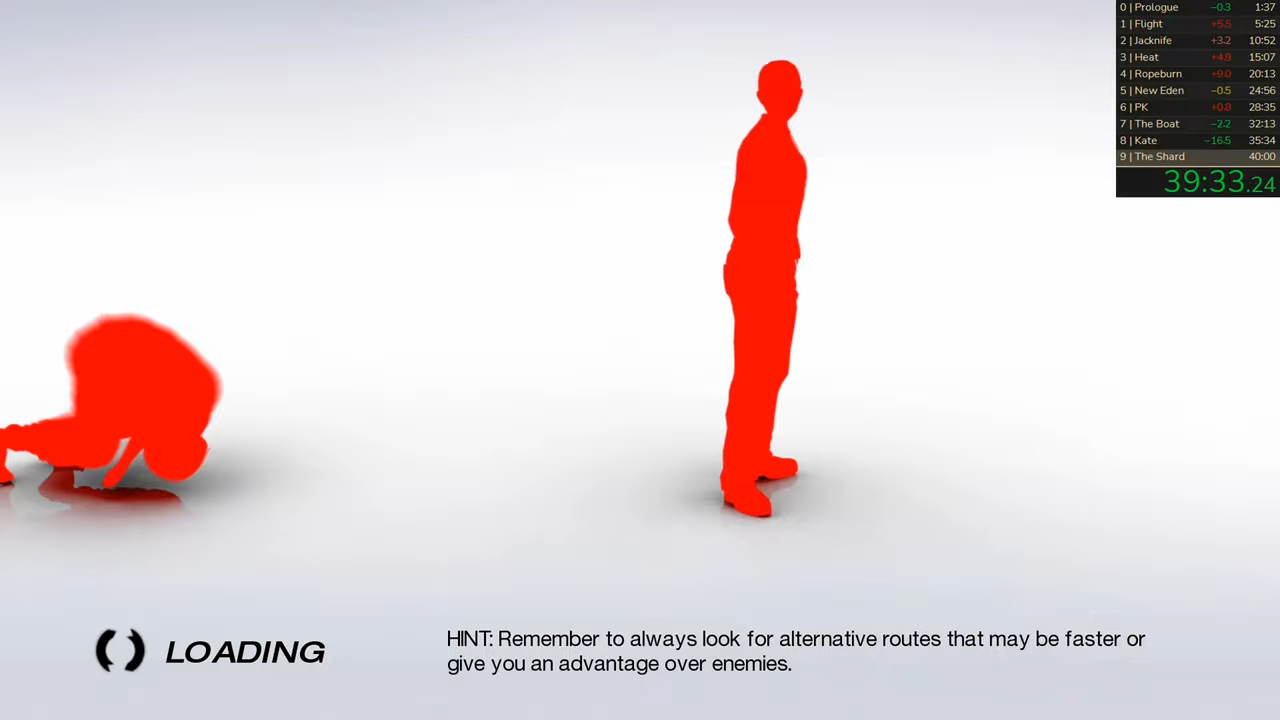 0 | Prologue −0.3 1:37
1 | Flight +5.5 5:25
2 | Jacknife +3.2 10:52
3 | Heat +4.9 15:07
4 | Ropeburn +9.0 20:13
5 | New Eden −0.5 24:56
6 | PK +0.8 28:35
7 | The Boat −2.2 32:13
8 | Kate −16.5 35:34
9 | The Shard 40:00
39:33.24
LOADING
HINT: Remember to always look for alternative routes that may be faster or
give you an advantage over enemies.